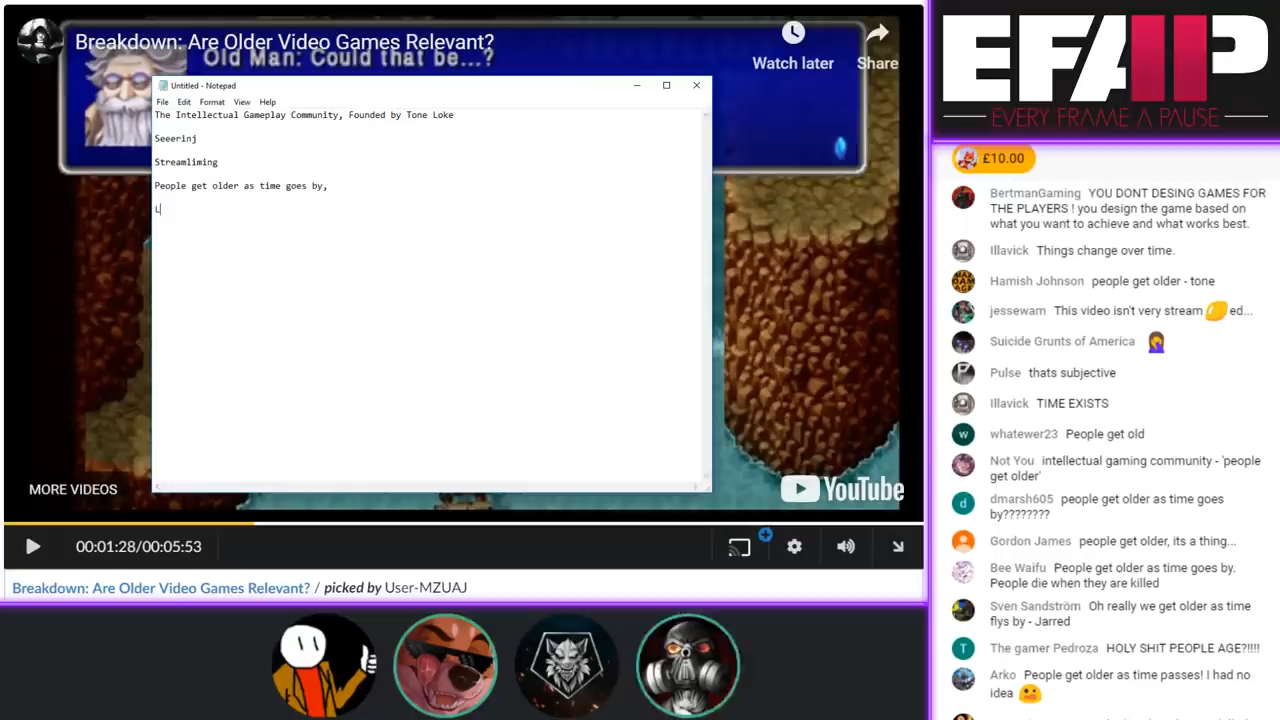 Breakdown: Are Older Video Games Relevant?
Old Man: Could that be...?
Watch later
Share
Untitled - Notepad
File Edit Format View Help
The Intellectual Gameplay Community, Founded by Tone Loke
Seeerinj
Streamliming
People get older as time goes by,
L
MORE VIDEOS
YouTube
00:01:28/00:05:53
Breakdown: Are Older Video Games Relevant? / picked by User-MZUAJ
EFAP
EVERY FRAME A PAUSE
£10.00
BertmanGaming YOU DONT DESING GAMES FOR
THE PLAYERS ! you design the game based on
what you want to achieve and what works best.
Illavick Things change over time.
Hamish Johnson people get older - tone
jessewam This video isn't very stream🍋ed...
Suicide Grunts of America 🤦‍♀️
Pulse thats subjective
Illavick TIME EXISTS
whatewer23 People get old
Not You intellectual gaming community - 'people
get older'
dmarsh605 people get older as time goes
by????????
Gordon James people get older, its a thing...
Bee Waifu People get older as time goes by.
People die when they are killed
Sven Sandström Oh really we get older as time
flys by - Jarred
The gamer Pedroza HOLY SHIT PEOPLE AGE?!!!!
Arko People get older as time passes! I had no
idea